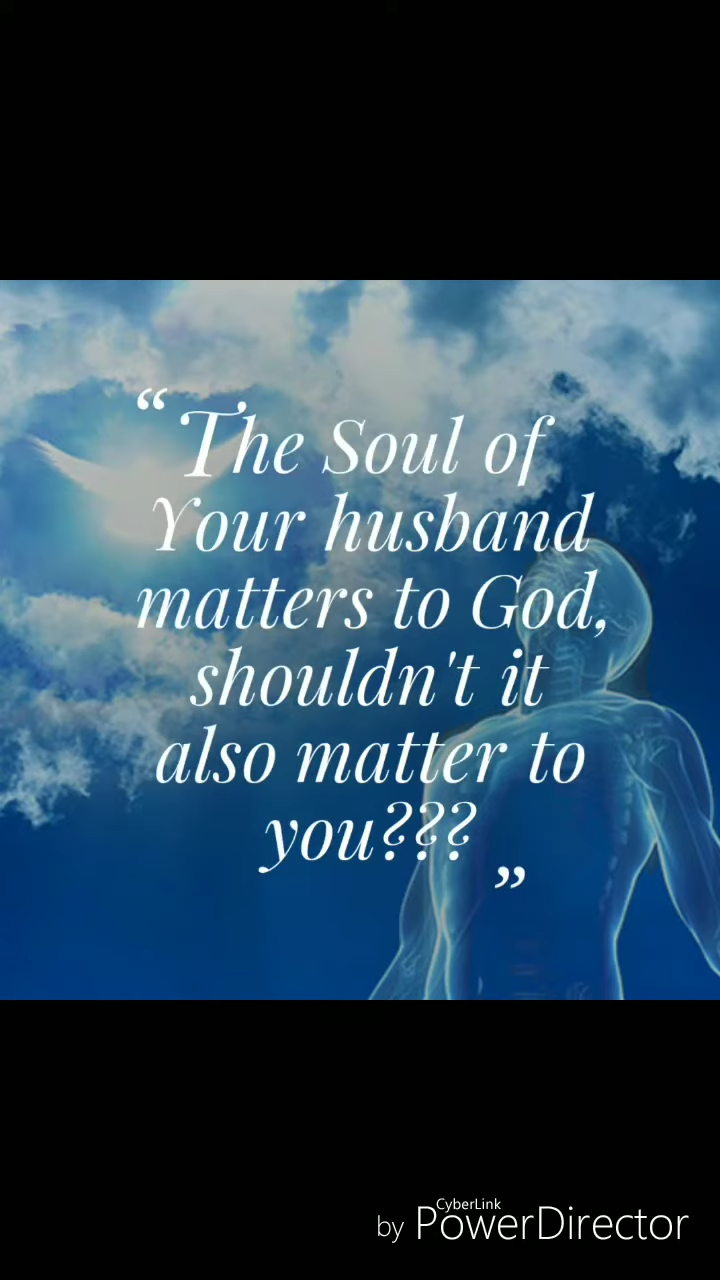 “ The Soul of
Your husband
matters to God,
shouldn't it
also matter to
you??? ”
CyberLink
by PowerDirector